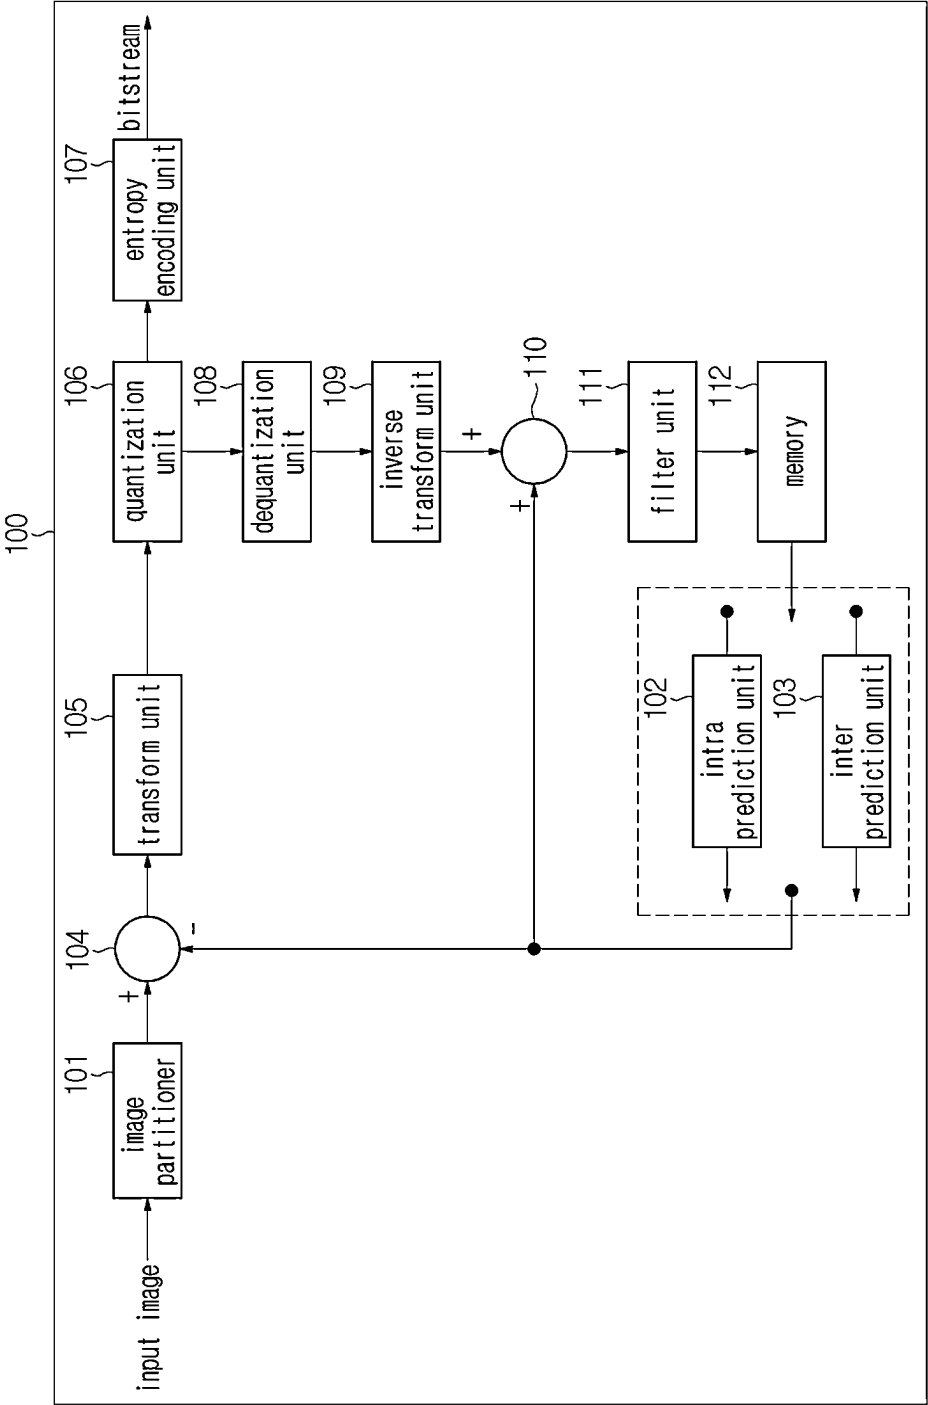 100
input image
101
image
partitioner
+
104
-
105
transform unit
106
quantization
unit
107
entropy
encoding unit
bitstream
108
dequantization
unit
109
inverse
transform unit
+
110
+
111
filter unit
112
memory
102
intra
prediction unit
103
inter
prediction unit